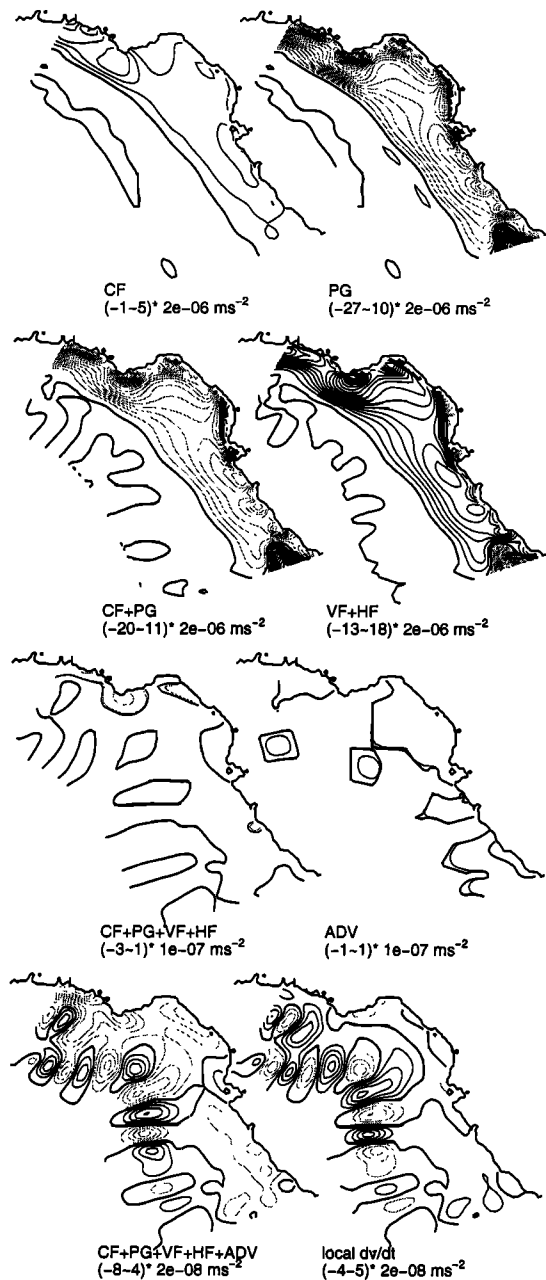 CF
(−1~5)* 2e−06 ms⁻²
PG
(−27~10)* 2e−06 ms⁻²
CF+PG
(−20~11)* 2e−06 ms⁻²
VF+HF
(−13~18)* 2e−06 ms⁻²
CF+PG+VF+HF
(−3~1)* 1e−07 ms⁻²
ADV
(−1~1)* 1e−07 ms⁻²
CF+PG+VF+HF+ADV
(−8~4)* 2e−08 ms⁻²
local dv/dt
(−4~5)* 2e−08 ms⁻²